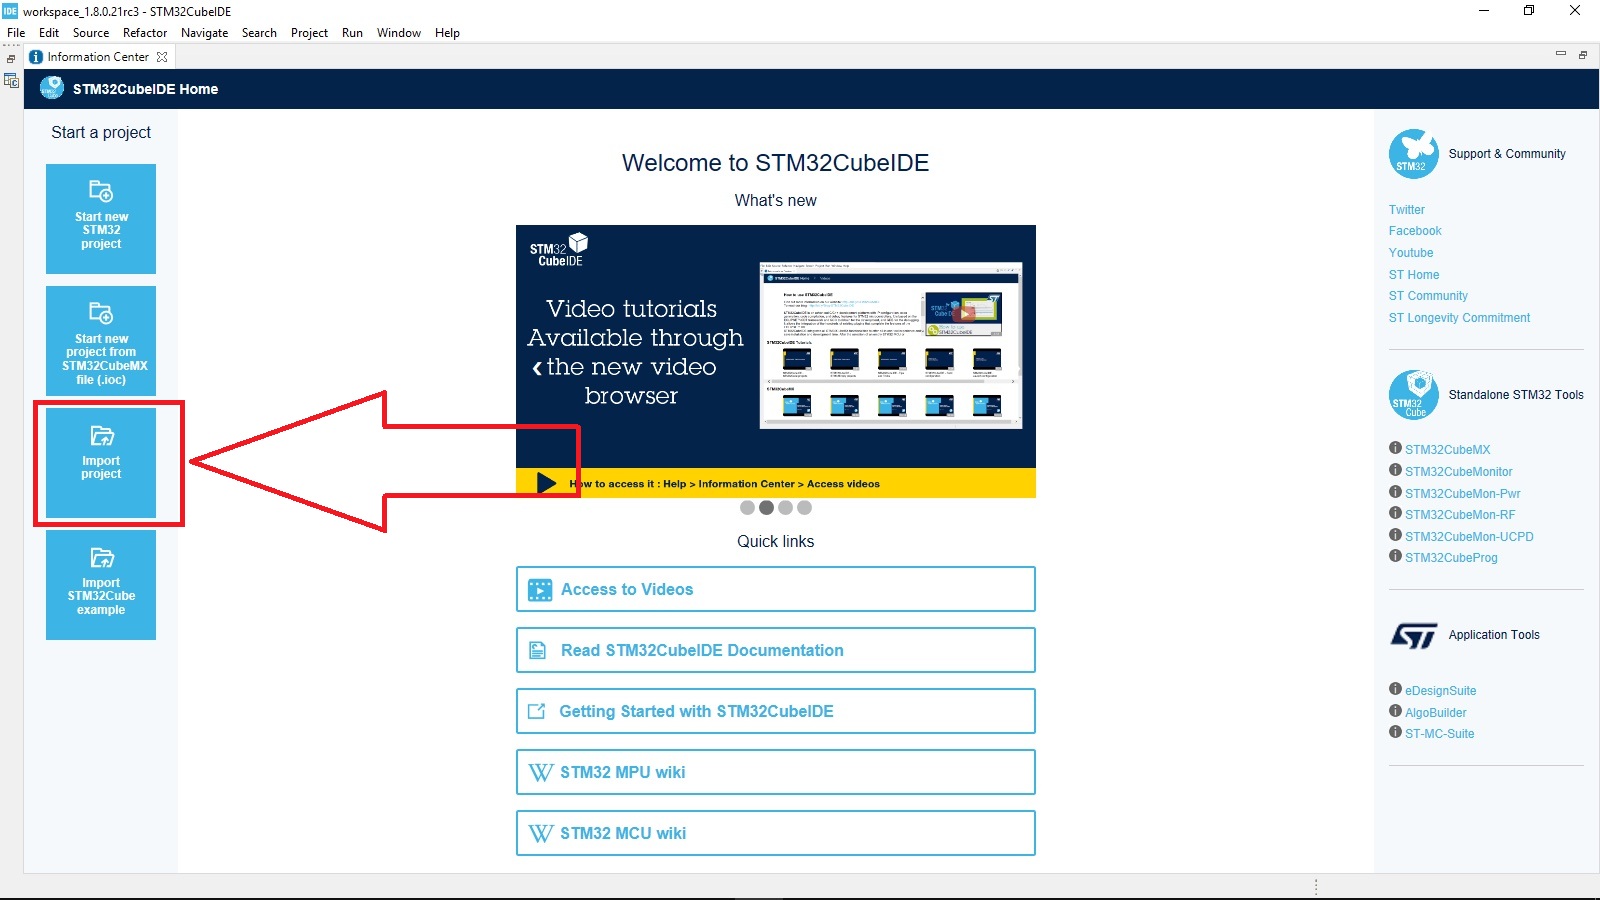 IDE workspace_1.8.0.21rc3 - STM32CubeIDE
File Edit Source Refactor Navigate Search Project Run Window Help
Information Center
STM32CubeIDE Home
Start a project
Start new
STM32
project
Start new
project from
STM32CubeMX
file (.ioc)
Import
project
Import
STM32Cube
example
Welcome to STM32CubeIDE
What's new
STM32
CubeIDE
Video tutorials
Available through
the new video
browser
How to access it : Help > Information Center > Access videos
Quick links
Access to Videos
Read STM32CubeIDE Documentation
Getting Started with STM32CubeIDE
STM32 MPU wiki
STM32 MCU wiki
STM32
Support & Community
Twitter
Facebook
Youtube
ST Home
ST Community
ST Longevity Commitment
STM32
Cube
Standalone STM32 Tools
STM32CubeMX
STM32CubeMonitor
STM32CubeMon-Pwr
STM32CubeMon-RF
STM32CubeMon-UCPD
STM32CubeProg
ST
Application Tools
eDesignSuite
AlgoBuilder
ST-MC-Suite